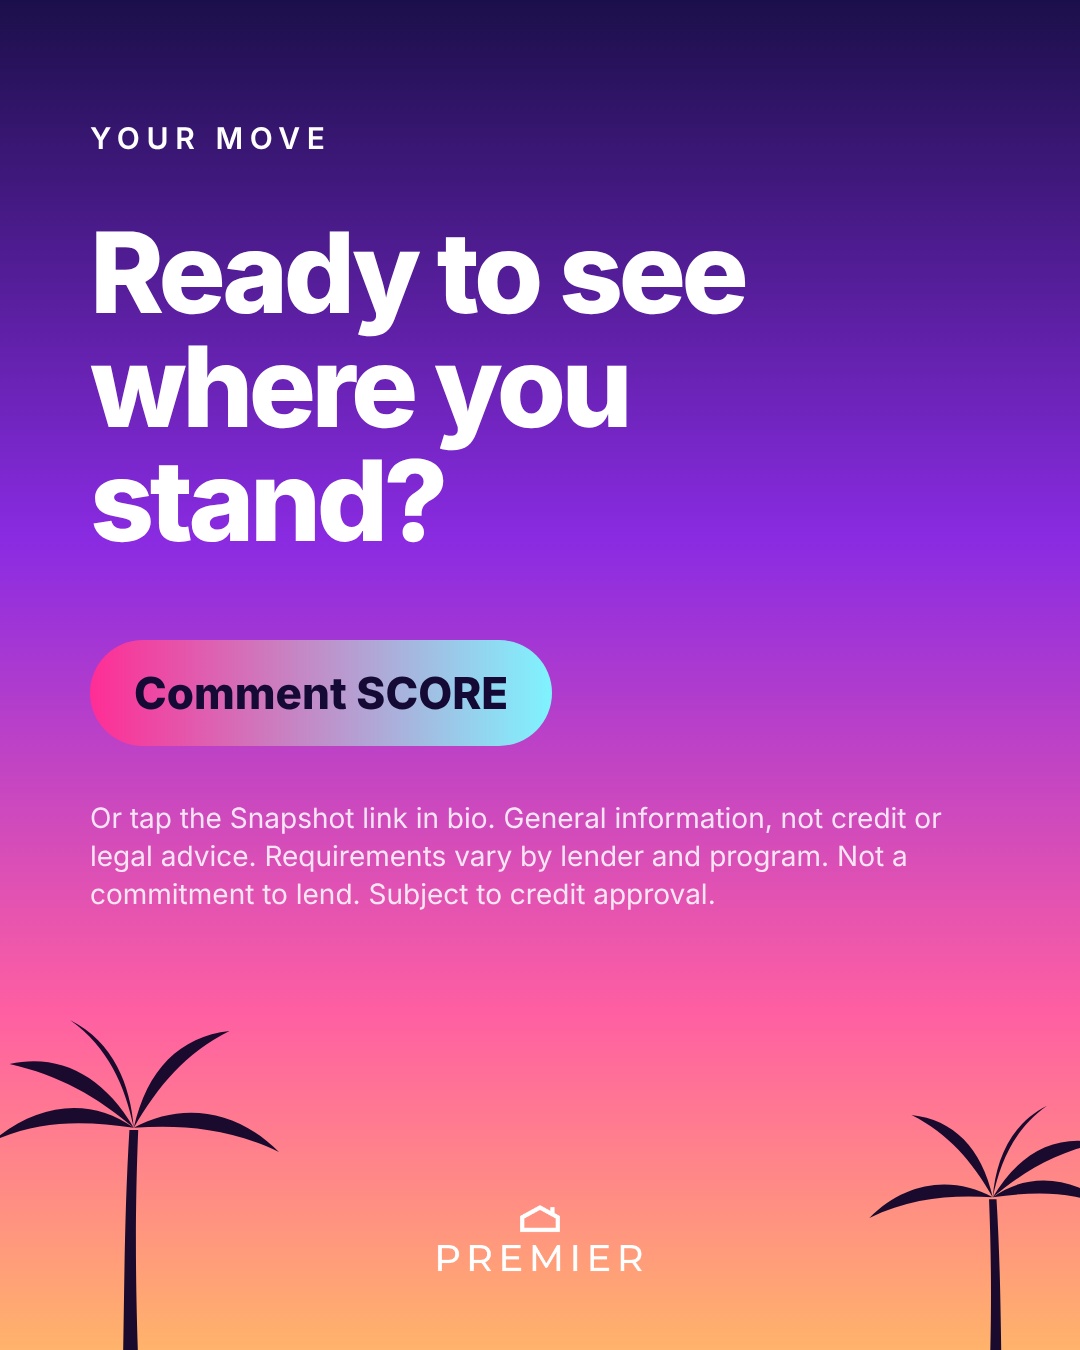 YOUR MOVE
Ready to see
where you
stand?
Comment SCORE
Or tap the Snapshot link in bio. General information, not credit or
legal advice. Requirements vary by lender and program. Not a
commitment to lend. Subject to credit approval.
PREMIER